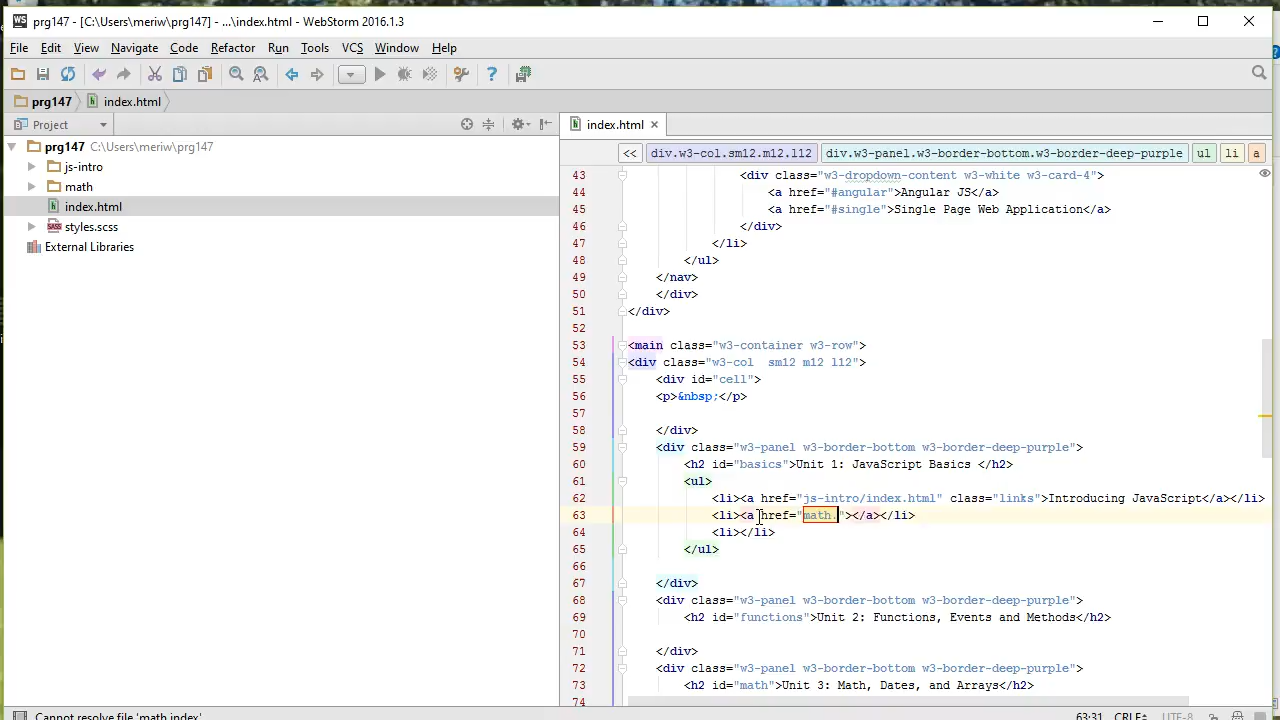 WS prg147 - [C:\Users\meriw\prg147] - ...\index.html - WebStorm 2016.1.3
File Edit View Navigate Code Refactor Run Tools VCS Window Help
prg147 index.html
Project
index.html
prg147 C:\Users\meriw\prg147
<< div.w3-col.sm12.m12.l12 div.w3-panel.w3-border-bottom.w3-border-deep-purple ul li a
js-intro
math
index.html
styles.scss
External Libraries
43 <div class="w3-dropdown-content w3-white w3-card-4">
44 <a href="#angular">Angular JS</a>
45 <a href="#single">Single Page Web Application</a>
46 </div>
47 </li>
48 </ul>
49 </nav>
50 </div>
51 </div>
52
53 <main class="w3-container w3-row">
54 <div class="w3-col  sm12 m12 l12">
55 <div id="cell">
56 <p>&nbsp;</p>
57
58 </div>
59 <div class="w3-panel w3-border-bottom w3-border-deep-purple">
60 <h2 id="basics">Unit 1: JavaScript Basics </h2>
61 <ul>
62 <li><a href="js-intro/index.html" class="links">Introducing JavaScript</a></li>
63 <li><a href="math."></a></li>
64 <li></li>
65 </ul>
66
67 </div>
68 <div class="w3-panel w3-border-bottom w3-border-deep-purple">
69 <h2 id="functions">Unit 2: Functions, Events and Methods</h2>
70
71 </div>
72 <div class="w3-panel w3-border-bottom w3-border-deep-purple">
73 <h2 id="math">Unit 3: Math, Dates, and Arrays</h2>
74
Cannot resolve file 'math.index' 63:31 CRLF UTF-8